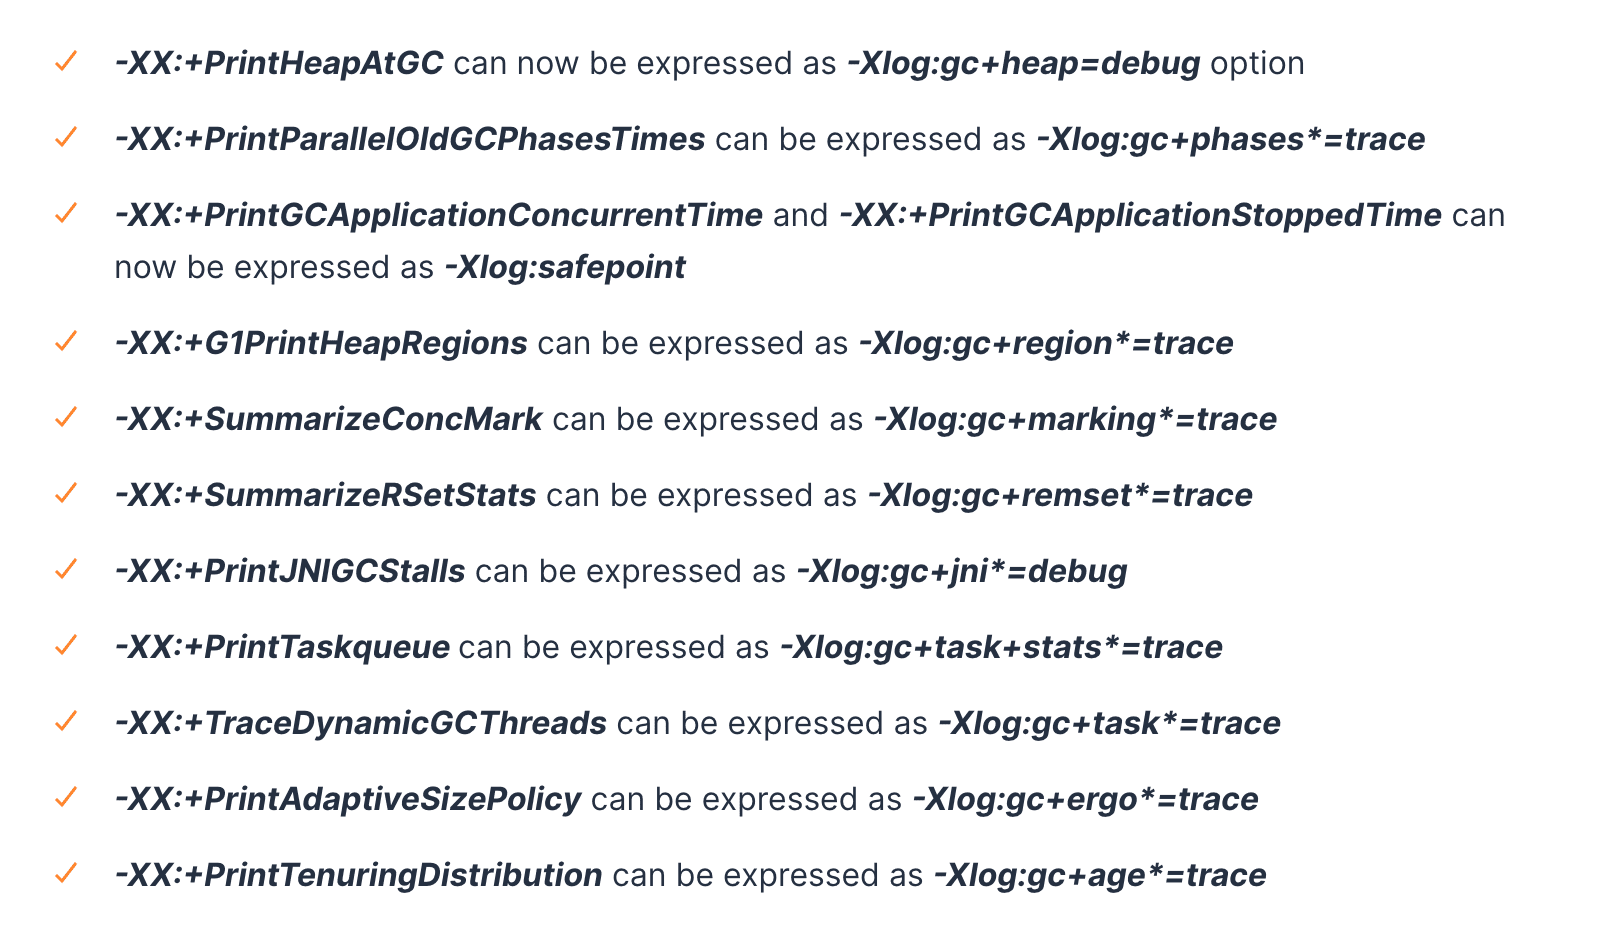 -XX:+PrintHeapAtGC can now be expressed as -Xlog:gc+heap=debug option
-XX:+PrintParallelOldGCPhasesTimes can be expressed as -Xlog:gc+phases*=trace
-XX:+PrintGCApplicationConcurrentTime and -XX:+PrintGCApplicationStoppedTime can
now be expressed as -Xlog:safepoint
-XX:+G1PrintHeapRegions can be expressed as -Xlog:gc+region*=trace
-XX:+SummarizeConcMark can be expressed as -Xlog:gc+marking*=trace
-XX:+SummarizeRSetStats can be expressed as -Xlog:gc+remset*=trace
-XX:+PrintJNIGCStalls can be expressed as -Xlog:gc+jni*=debug
-XX:+PrintTaskqueue can be expressed as -Xlog:gc+task+stats*=trace
-XX:+TraceDynamicGCThreads can be expressed as -Xlog:gc+task*=trace
-XX:+PrintAdaptiveSizePolicy can be expressed as -Xlog:gc+ergo*=trace
-XX:+PrintTenuringDistribution can be expressed as -Xlog:gc+age*=trace